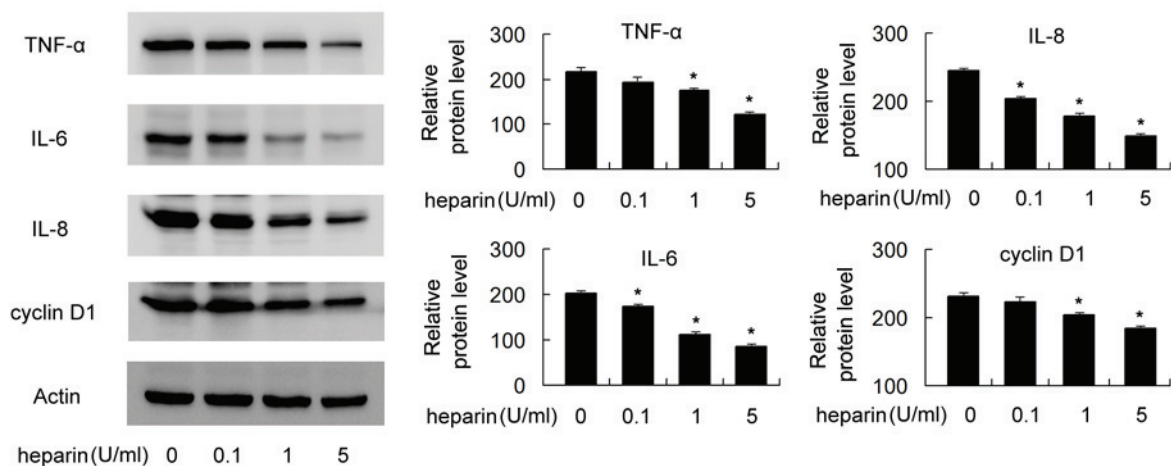 TNF-α
IL-6
IL-8
cyclin D1
Actin
heparin (U/ml) 0 0.1 1 5
TNF-α
Relative
protein level
300
200
100
0
* *
heparin (U/ml) 0 0.1 1 5
IL-8
Relative
protein level
300
200
100
* * *
heparin (U/ml) 0 0.1 1 5
IL-6
Relative
protein level
300
200
100
0
* * *
heparin (U/ml) 0 0.1 1 5
cyclin D1
Relative
protein level
300
200
100
* *
heparin (U/ml) 0 0.1 1 5